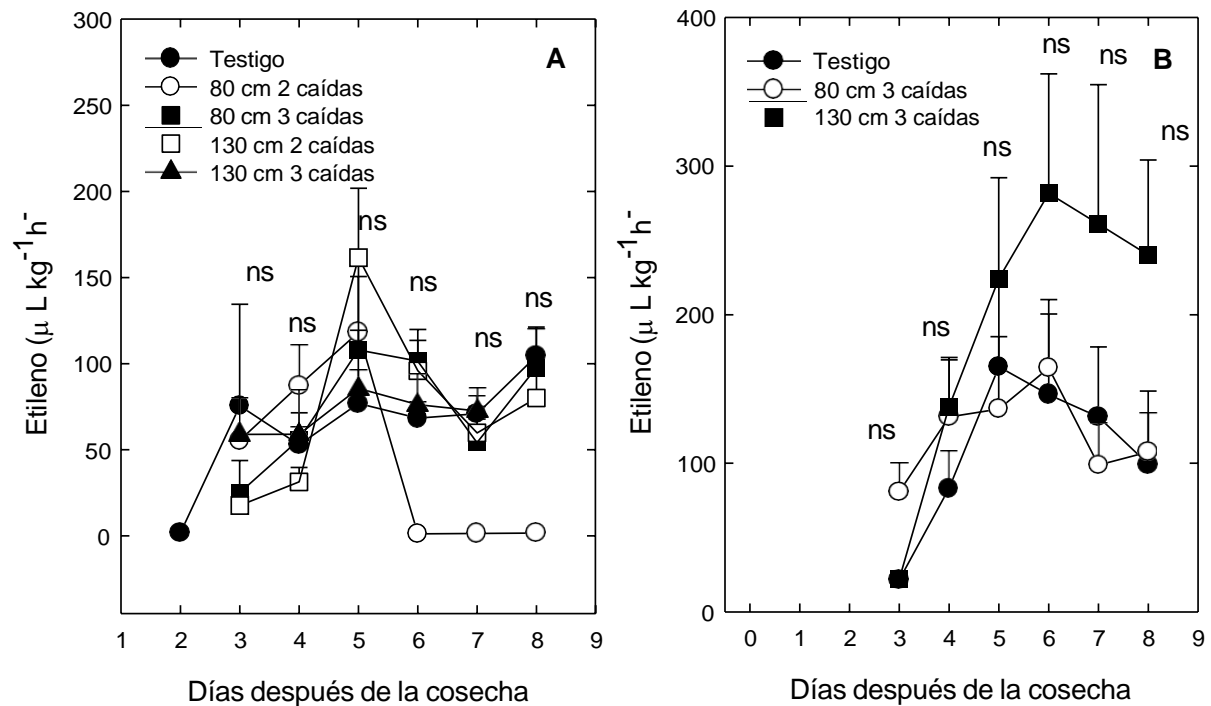 A
Testigo
80 cm 2 caídas
80 cm 3 caídas
130 cm 2 caídas
130 cm 3 caídas
300
250
200
150
100
50
0
Etileno (μ L kg-1h-
ns
ns
ns
ns
ns
ns
1 2 3 4 5 6 7 8 9
Días después de la cosecha
B
Testigo
80 cm 3 caídas
130 cm 3 caídas
400
300
200
100
0
Etileno (μ L kg-1h-
ns
ns
ns
ns
ns
ns
0 1 2 3 4 5 6 7 8 9
Días después de la cosecha